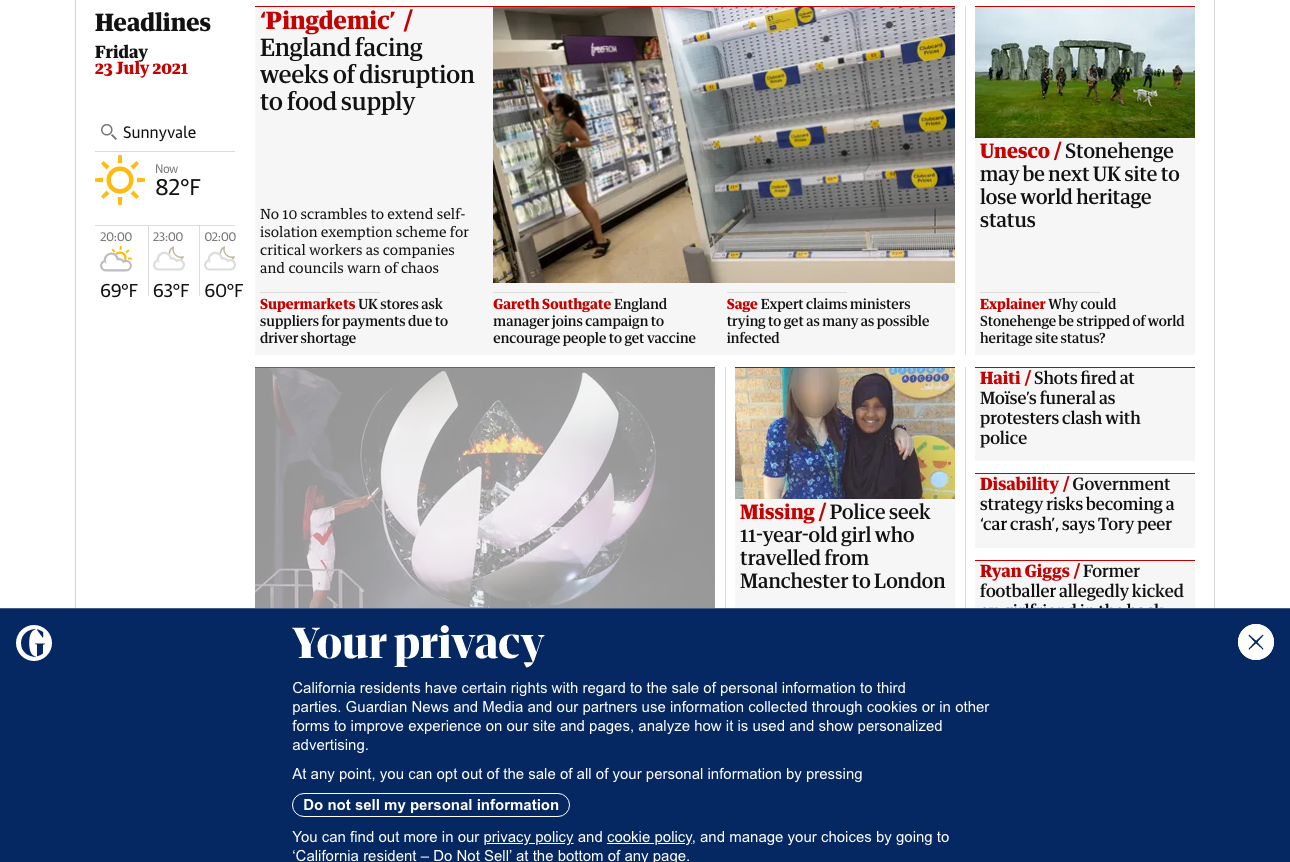 Headlines
Friday
23 July 2021
Sunnyvale
Now
82°F
20:00
23:00
02:00
69°F
63°F
60°F
‘Pingdemic’ /
England facing
weeks of disruption
to food supply
No 10 scrambles to extend self-
isolation exemption scheme for
critical workers as companies
and councils warn of chaos
Supermarkets UK stores ask
suppliers for payments due to
driver shortage
Gareth Southgate England
manager joins campaign to
encourage people to get vaccine
Sage Expert claims ministers
trying to get as many as possible
infected
Unesco / Stonehenge
may be next UK site to
lose world heritage
status
Explainer Why could
Stonehenge be stripped of world
heritage site status?
Missing / Police seek
11-year-old girl who
travelled from
Manchester to London
Haiti / Shots fired at
Moïse’s funeral as
protesters clash with
police
Disability / Government
strategy risks becoming a
‘car crash’, says Tory peer
Ryan Giggs / Former
footballer allegedly kicked
Your privacy
California residents have certain rights with regard to the sale of personal information to third
parties. Guardian News and Media and our partners use information collected through cookies or in other
forms to improve experience on our site and pages, analyze how it is used and show personalized
advertising.
At any point, you can opt out of the sale of all of your personal information by pressing
Do not sell my personal information
You can find out more in our privacy policy and cookie policy, and manage your choices by going to
‘California resident – Do Not Sell’ at the bottom of any page.